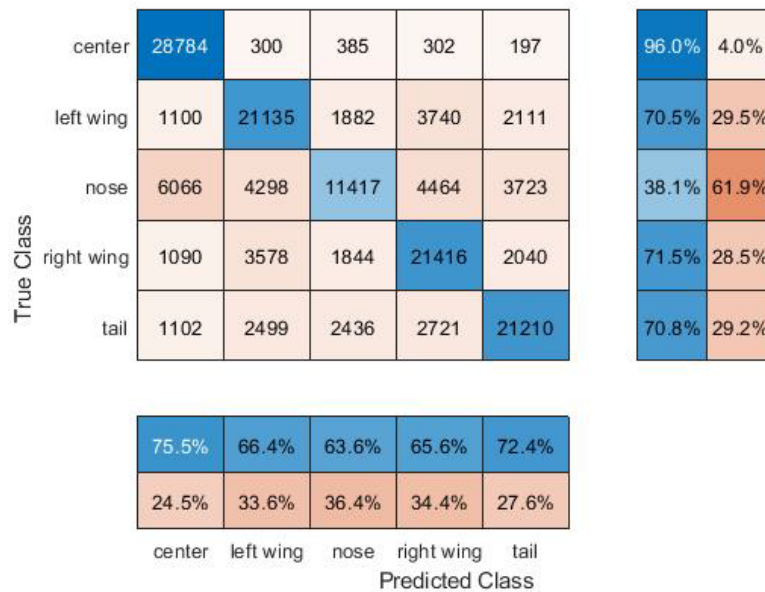 center 28784 300 385 302 197 96.0% 4.0%
left wing 1100 21135 1882 3740 2111 70.5% 29.5%
nose 6066 4298 11417 4464 3723 38.1% 61.9%
right wing 1090 3578 1844 21416 2040 71.5% 28.5%
tail 1102 2499 2436 2721 21210 70.8% 29.2%
True Class
75.5% 66.4% 63.6% 65.6% 72.4%
24.5% 33.6% 36.4% 34.4% 27.6%
center left wing nose right wing tail
Predicted Class